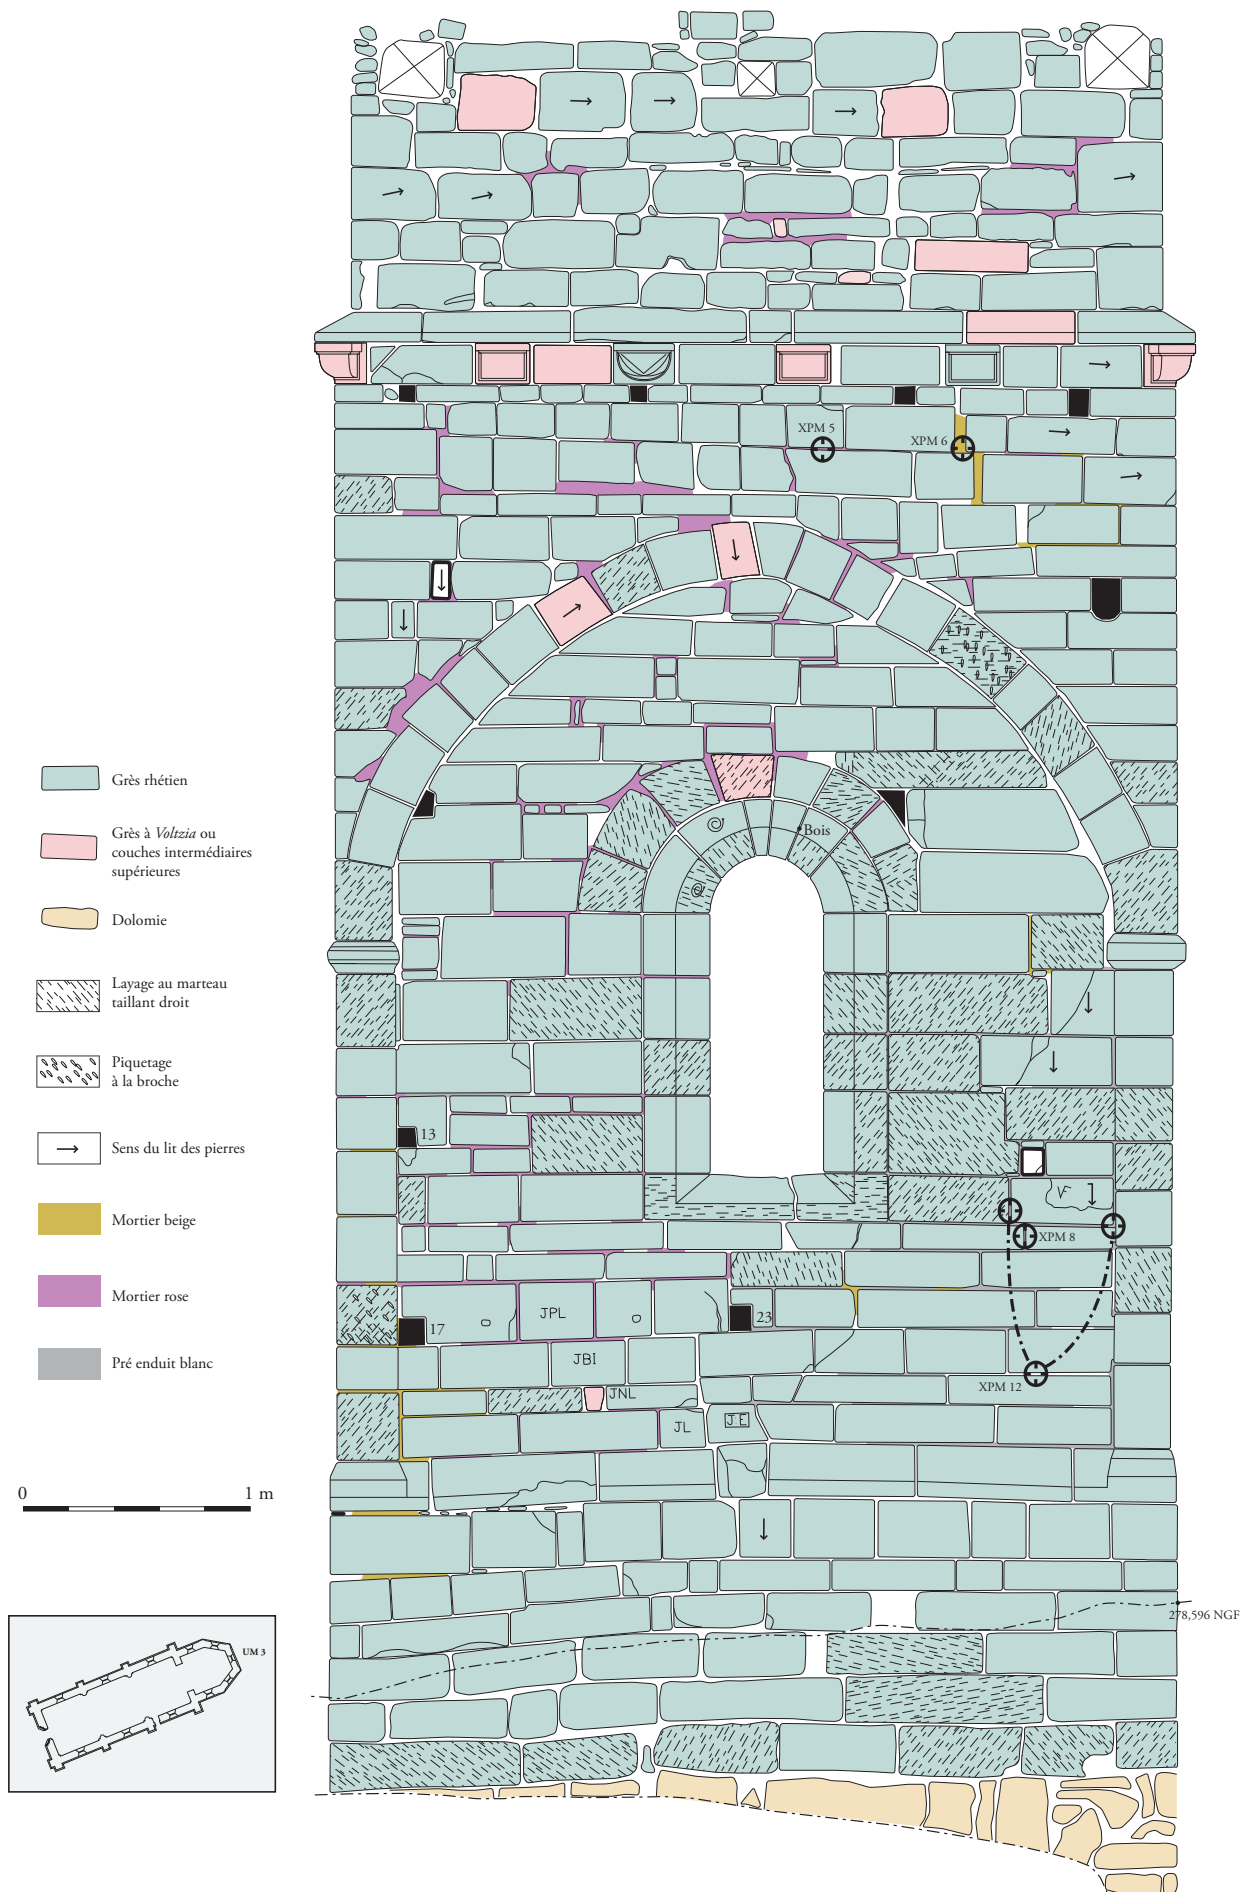 XPM 5
XPM 6
Grès rhétien
Grès à Voltzia ou
couches intermédiaires
supérieures
Dolomie
Layage au marteau
taillant droit
Piquetage
à la broche
Sens du lit des pierres
Mortier beige
Mortier rose
Pré enduit blanc
Bois
13
VF
XPM 8
17
JPL
23
JBI
XPM 12
JNL
JL
JE
0
1 m
278,596 NGF
UM 3